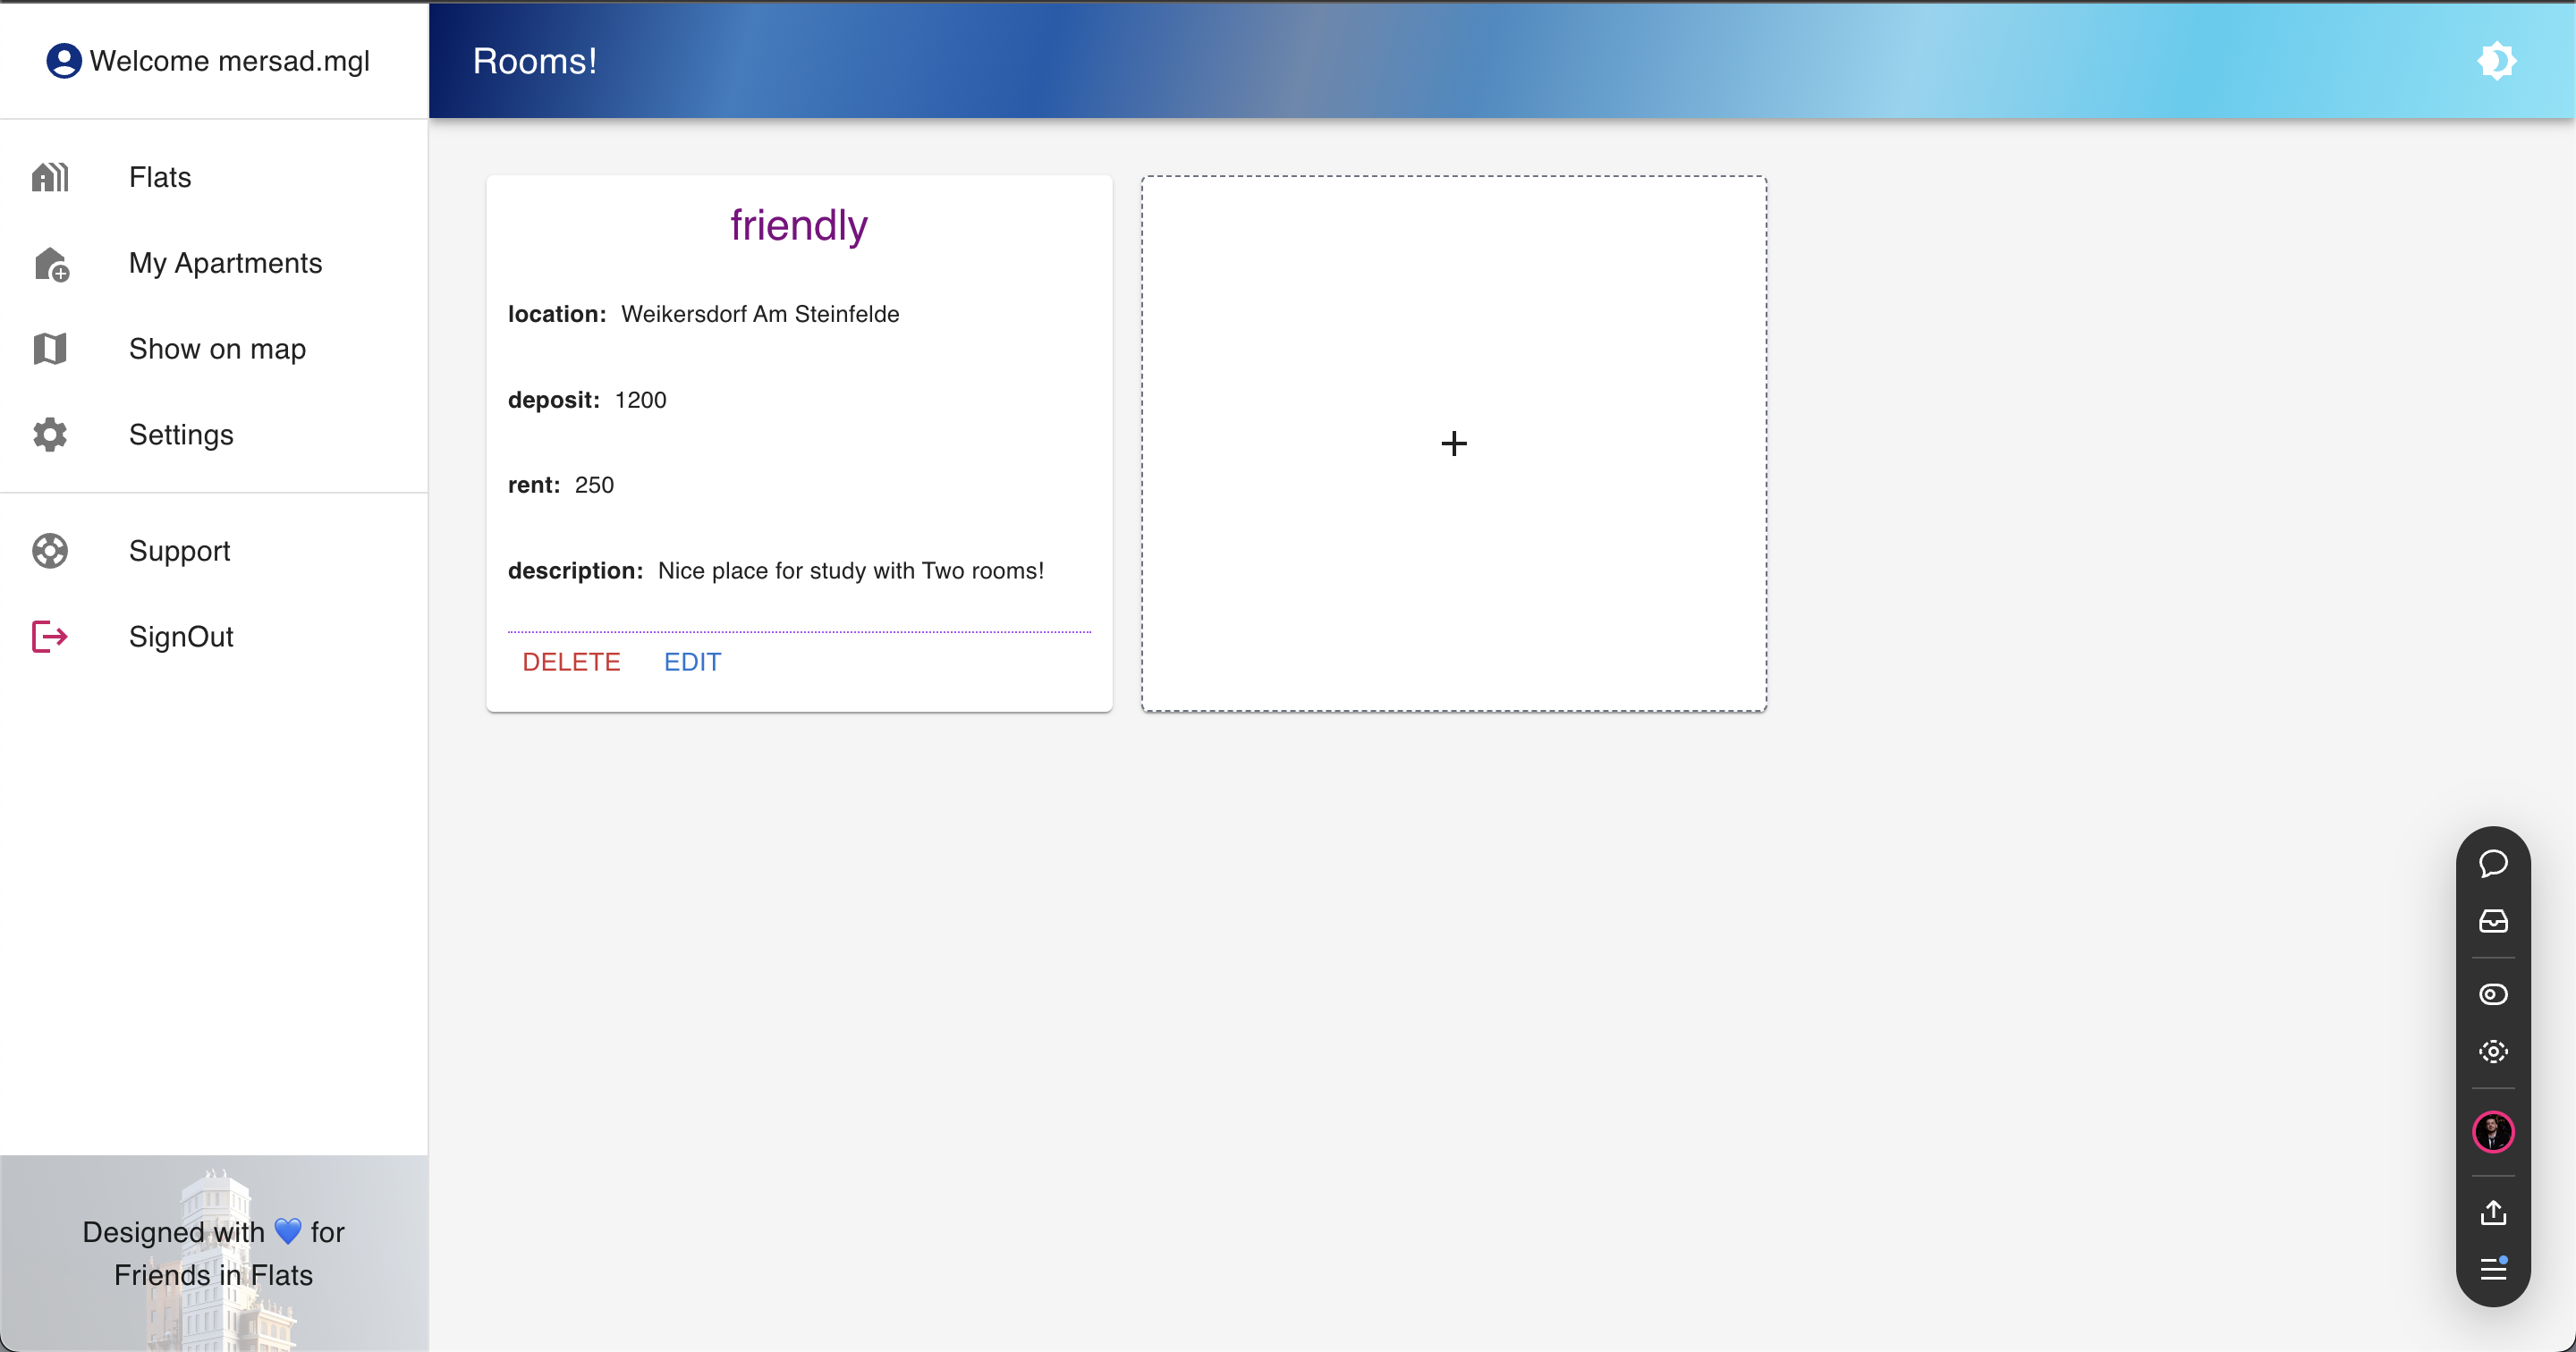 Welcome mersad.mgl
Rooms!
Flats
My Apartments
Show on map
Settings
Support
SignOut
friendly
location: Weikersdorf Am Steinfelde
deposit: 1200
rent: 250
description: Nice place for study with Two rooms!
DELETE EDIT
+
Designed with 💙 for
Friends in Flats